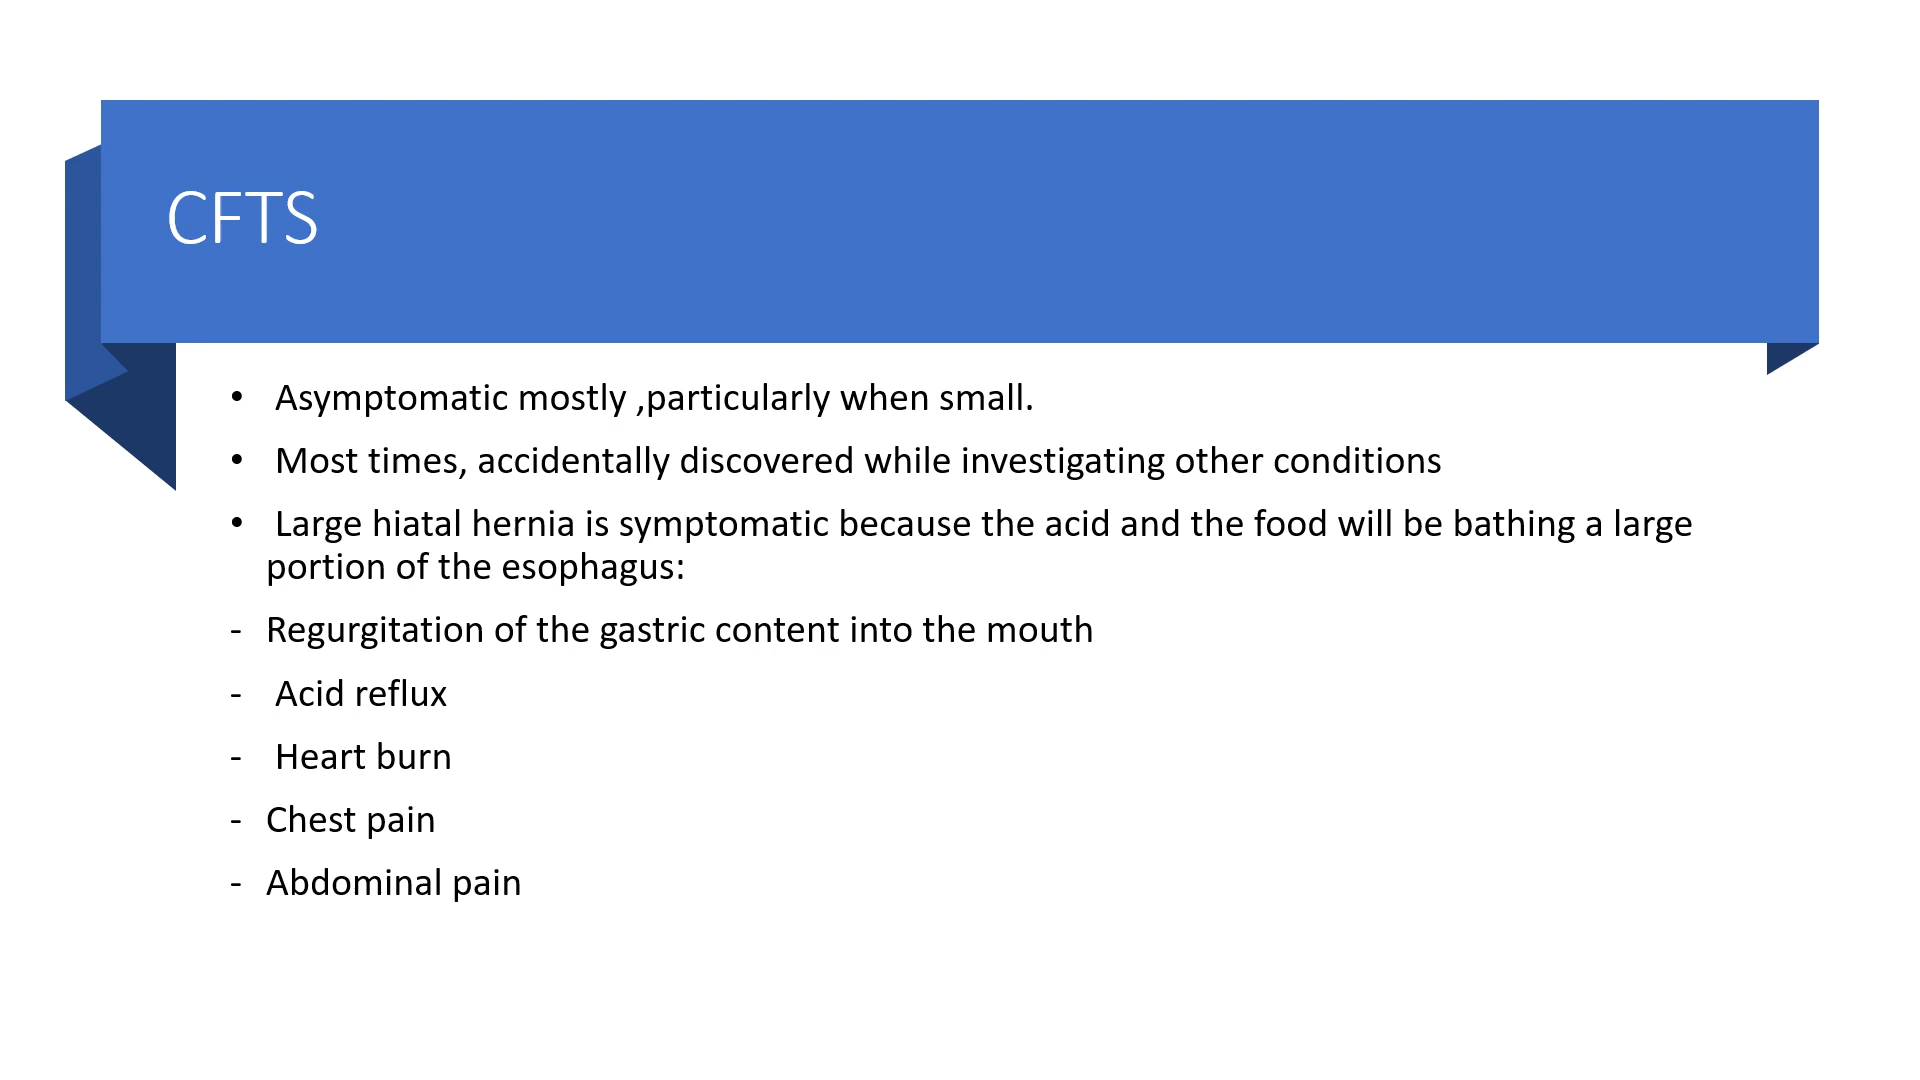 CFTS
• Asymptomatic mostly ,particularly when small.
• Most times, accidentally discovered while investigating other conditions
• Large hiatal hernia is symptomatic because the acid and the food will be bathing a large
portion of the esophagus:
- Regurgitation of the gastric content into the mouth
- Acid reflux
- Heart burn
- Chest pain
- Abdominal pain